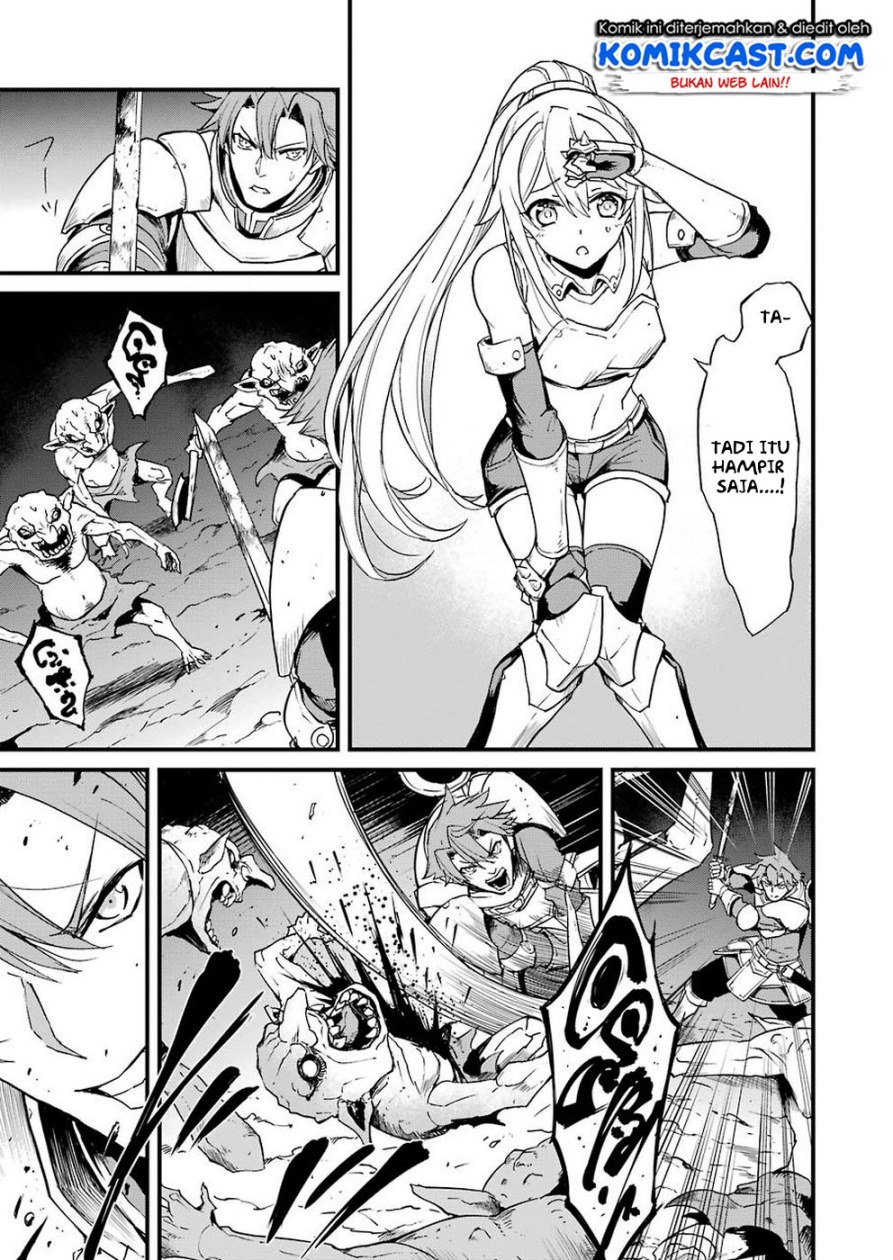 Komik ini diterjemahkan & diedit oleh
KOMIKCAST.COM
BUKAN WEB LAIN!!
TA-
TADI ITU
HAMPIR
SAJA....!